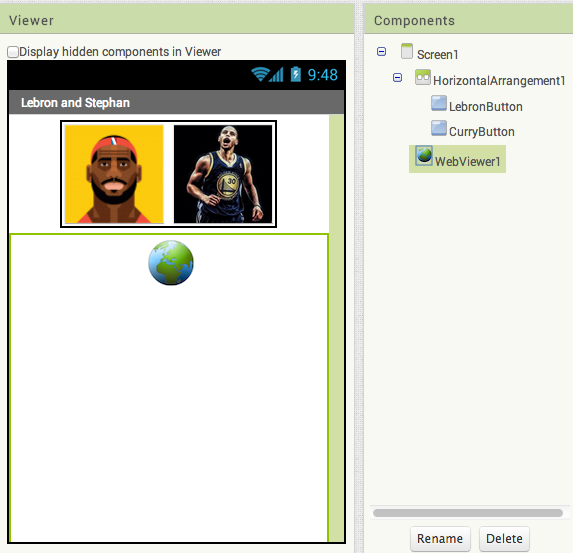 Viewer
Display hidden components in Viewer
9:48
Lebron and Stephan
30
Components
Screen1
HorizontalArrangement1
LebronButton
CurryButton
WebViewer1
Rename
Delete